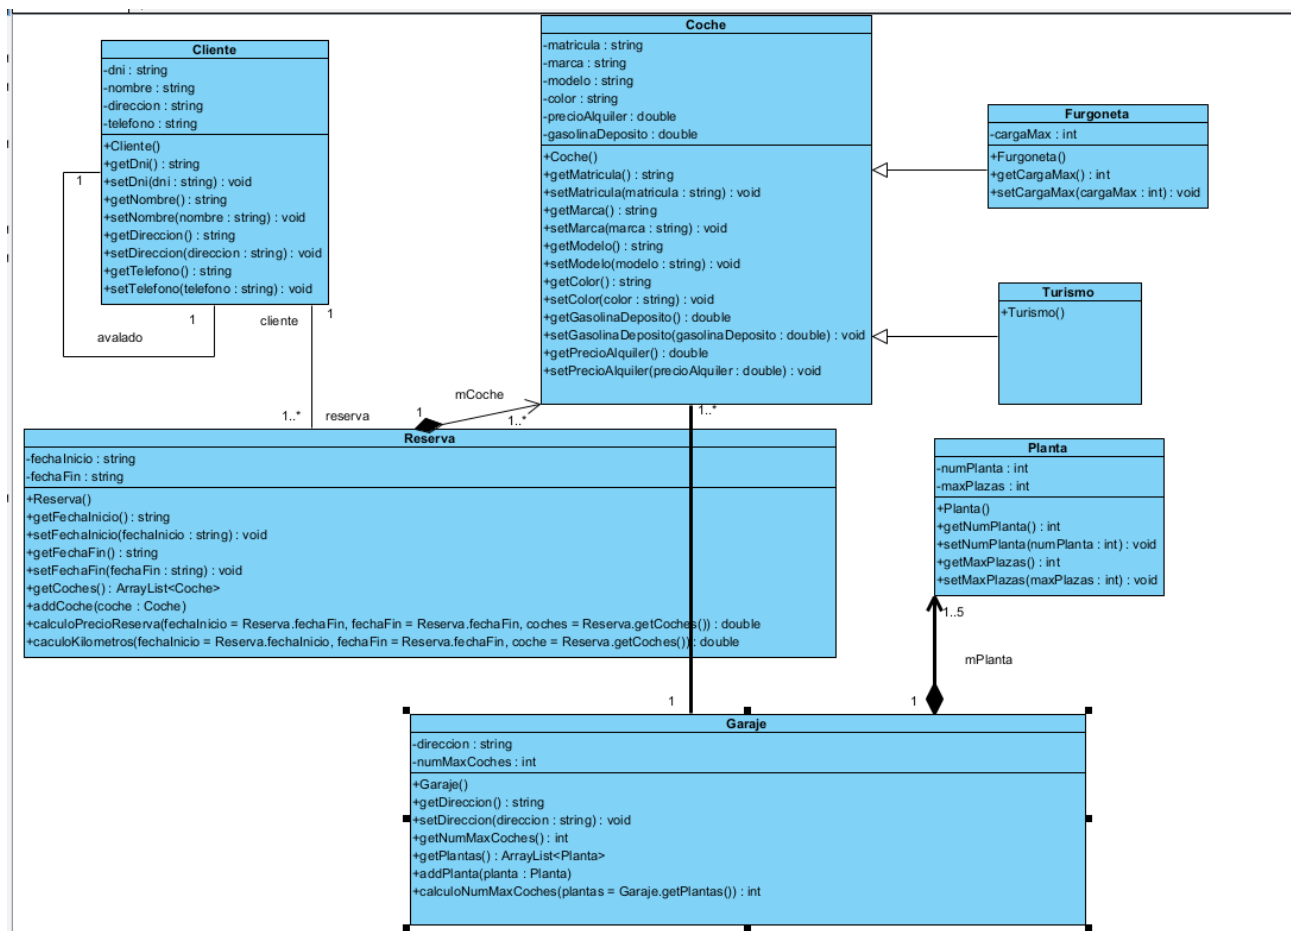 Cliente
-dni : string
-nombre : string
-direccion : string
-telefono : string
+Cliente()
+getDni() : string
+setDni(dni : string) : void
+getNombre() : string
+setNombre(nombre : string) : void
+getDireccion() : string
+setDireccion(direccion : string) : void
+getTelefono() : string
+setTelefono(telefono : string) : void
1
1
avalado
cliente
1
1..*
reserva
Coche
-matricula : string
-marca : string
-modelo : string
-color : string
-precioAlquiler : double
-gasolinaDeposito : double
+Coche()
+getMatricula() : string
+setMatricula(matricula : string) : void
+getMarca() : string
+setMarca(marca : string) : void
+getModelo() : string
+setModelo(modelo : string) : void
+getColor() : string
+setColor(color : string) : void
+getGasolinaDeposito() : double
+setGasolinaDeposito(gasolinaDeposito : double) : void
+getPrecioAlquiler() : double
+setPrecioAlquiler(precioAlquiler : double) : void
Furgoneta
-cargaMax : int
+Furgoneta()
+getCargaMax() : int
+setCargaMax(cargaMax : int) : void
Turismo
+Turismo()
mCoche
1
1..*
1..*
Reserva
-fechaInicio : string
-fechaFin : string
+Reserva()
+getFechaInicio() : string
+setFechaInicio(fechaInicio : string) : void
+getFechaFin() : string
+setFechaFin(fechaFin : string) : void
+getCoches() : ArrayList<Coche>
+addCoche(coche : Coche)
+calculoPrecioReserva(fechaInicio = Reserva.fechaFin, fechaFin = Reserva.fechaFin, coches = Reserva.getCoches()) : double
+caculoKilometros(fechaInicio = Reserva.fechaInicio, fechaFin = Reserva.fechaFin, coche = Reserva.getCoches()) : double
Planta
-numPlanta : int
-maxPlazas : int
+Planta()
+getNumPlanta() : int
+setNumPlanta(numPlanta : int) : void
+getMaxPlazas() : int
+setMaxPlazas(maxPlazas : int) : void
1..5
mPlanta
1
1
Garaje
-direccion : string
-numMaxCoches : int
+Garaje()
+getDireccion() : string
+setDireccion(direccion : string) : void
+getNumMaxCoches() : int
+getPlantas() : ArrayList<Planta>
+addPlanta(planta : Planta)
+calculoNumMaxCoches(plantas = Garaje.getPlantas()) : int